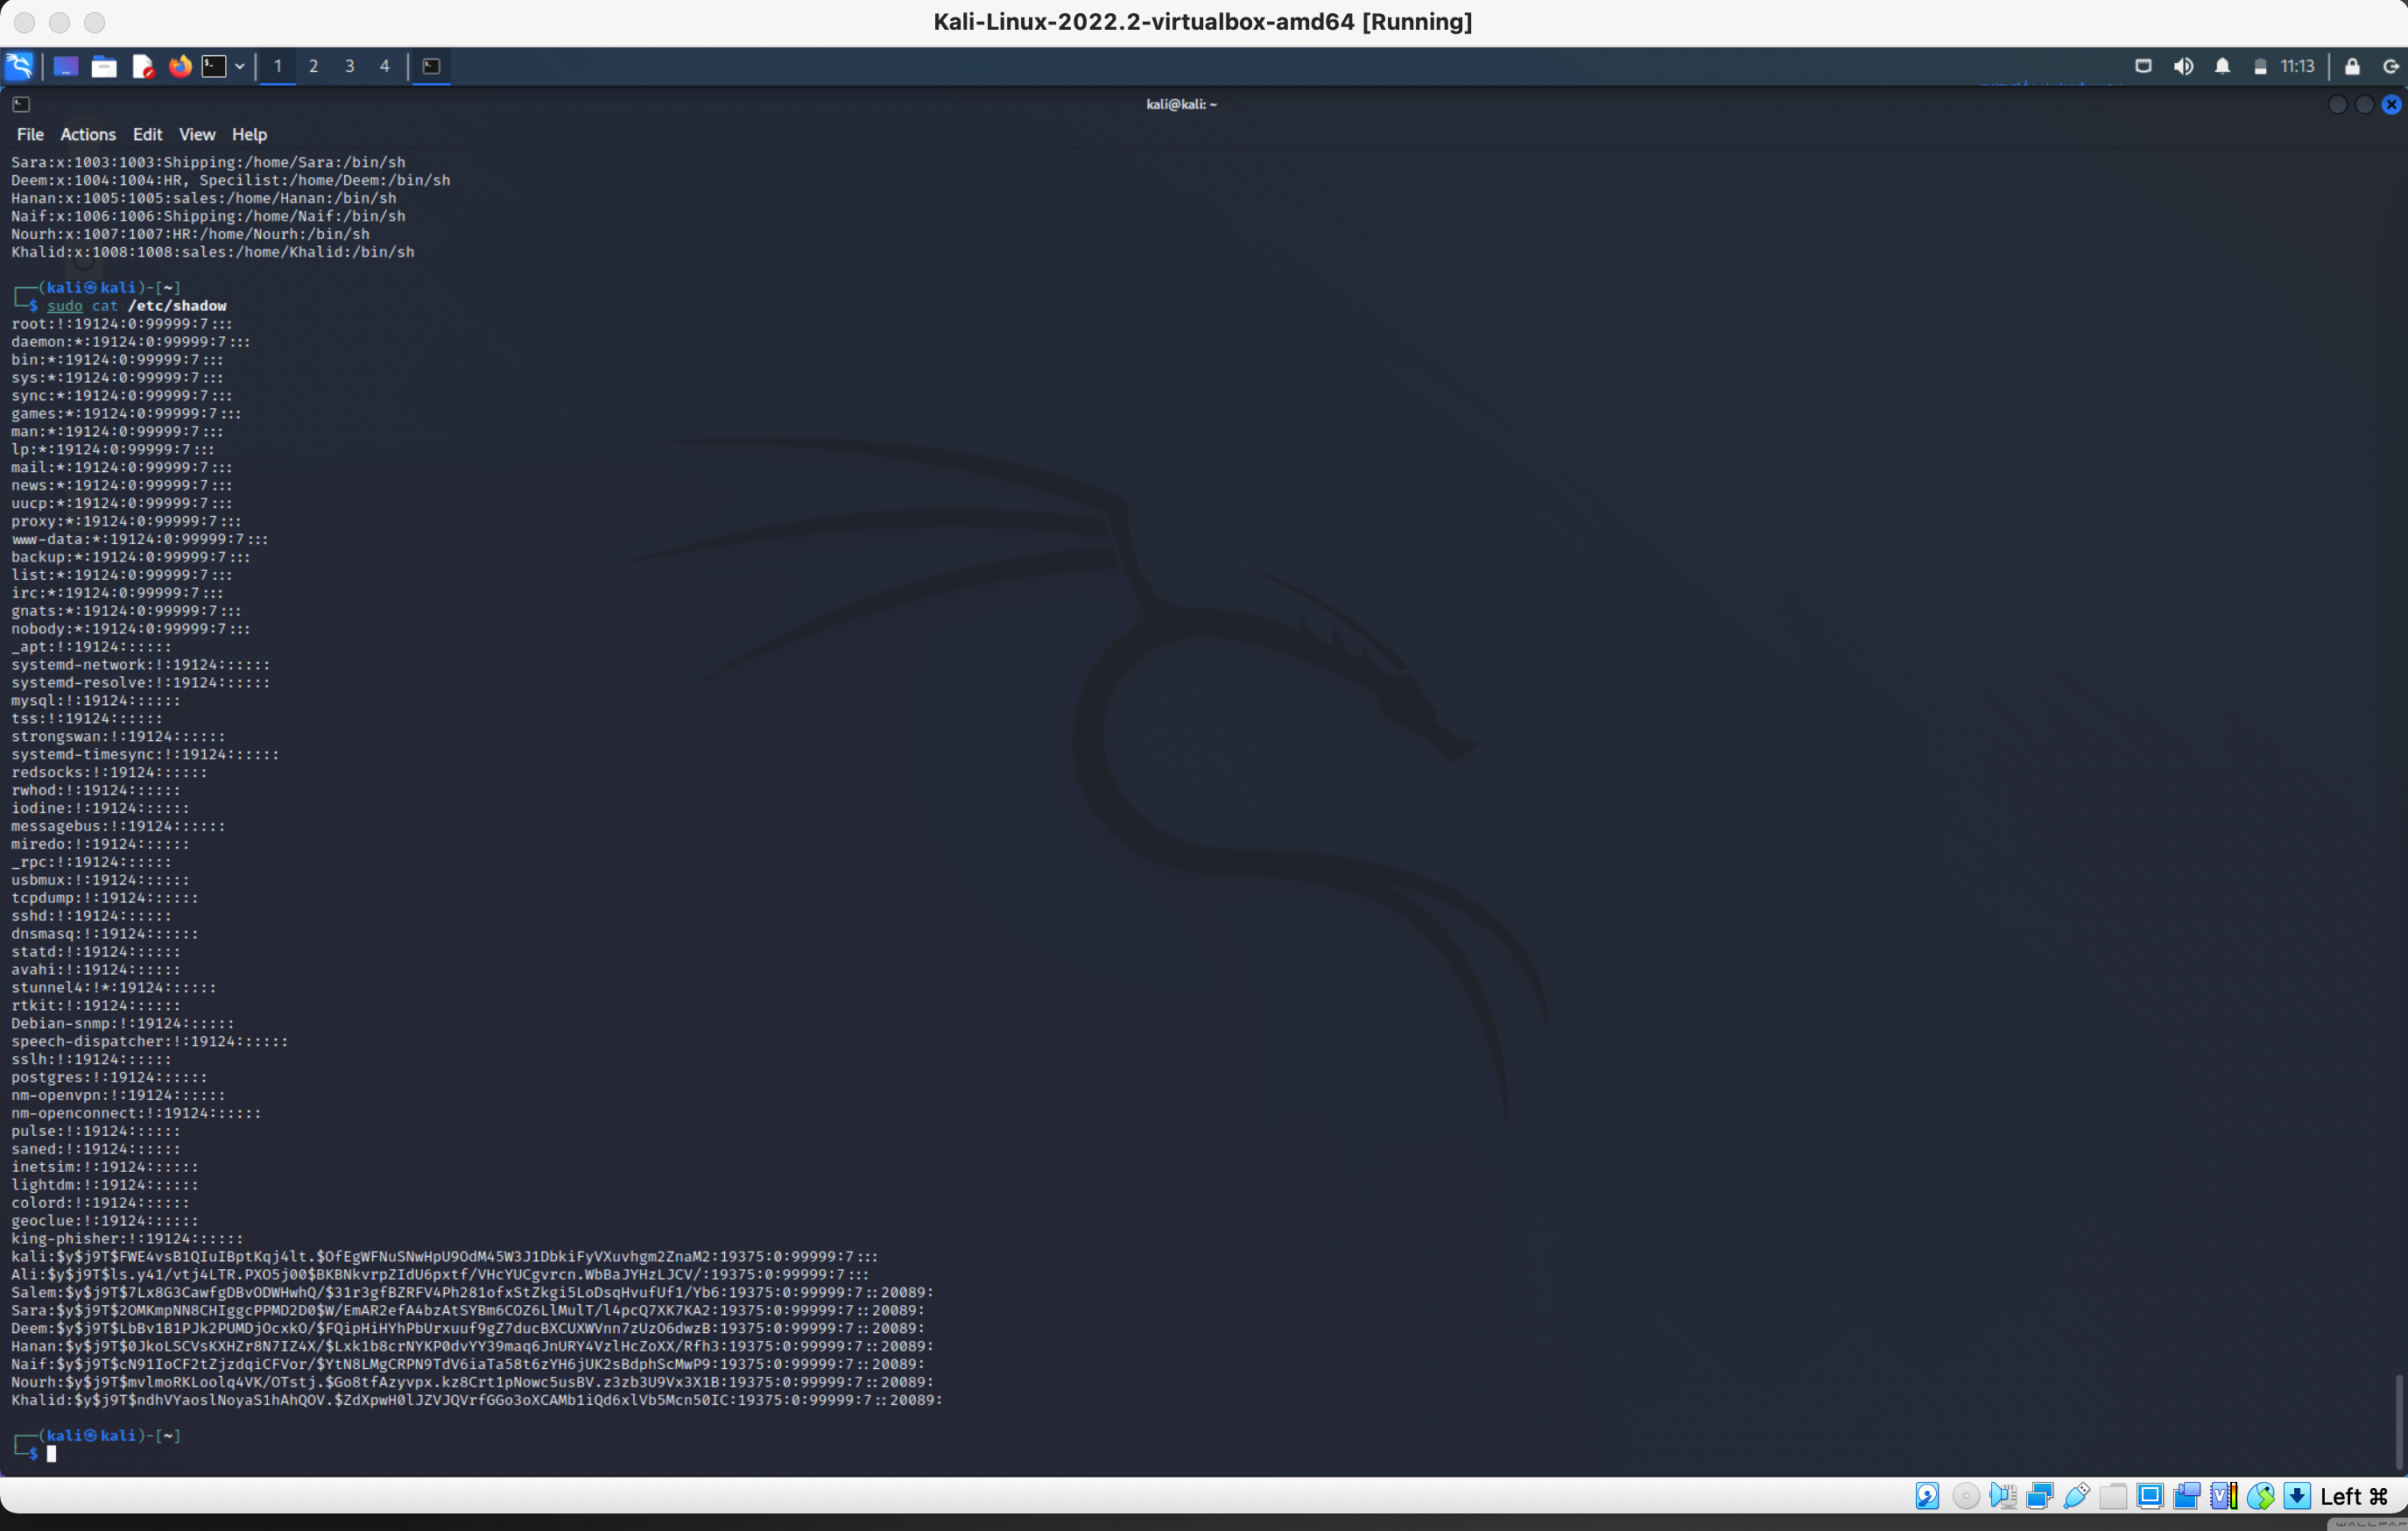 Kali-Linux-2022.2-virtualbox-amd64 [Running]
1 2 3 4 11:13
kali@kali: ~
File Actions Edit View Help
Sara:x:1003:1003:Shipping:/home/Sara:/bin/sh
Deem:x:1004:1004:HR, Specilist:/home/Deem:/bin/sh
Hanan:x:1005:1005:sales:/home/Hanan:/bin/sh
Naif:x:1006:1006:Shipping:/home/Naif:/bin/sh
Nourh:x:1007:1007:HR:/home/Nourh:/bin/sh
Khalid:x:1008:1008:sales:/home/Khalid:/bin/sh
┌──(kali㉿kali)-[~]
└─$ sudo cat /etc/shadow
root:!:19124:0:99999:7:::
daemon:*:19124:0:99999:7:::
bin:*:19124:0:99999:7:::
sys:*:19124:0:99999:7:::
sync:*:19124:0:99999:7:::
games:*:19124:0:99999:7:::
man:*:19124:0:99999:7:::
lp:*:19124:0:99999:7:::
mail:*:19124:0:99999:7:::
news:*:19124:0:99999:7:::
uucp:*:19124:0:99999:7:::
proxy:*:19124:0:99999:7:::
www-data:*:19124:0:99999:7:::
backup:*:19124:0:99999:7:::
list:*:19124:0:99999:7:::
irc:*:19124:0:99999:7:::
gnats:*:19124:0:99999:7:::
nobody:*:19124:0:99999:7:::
_apt:!:19124::::::
systemd-network:!:19124::::::
systemd-resolve:!:19124::::::
mysql:!:19124::::::
tss:!:19124::::::
strongswan:!:19124::::::
systemd-timesync:!:19124::::::
redsocks:!:19124::::::
rwhod:!:19124::::::
iodine:!:19124::::::
messagebus:!:19124::::::
miredo:!:19124::::::
_rpc:!:19124::::::
usbmux:!:19124::::::
tcpdump:!:19124::::::
sshd:!:19124::::::
dnsmasq:!:19124::::::
statd:!:19124::::::
avahi:!:19124::::::
stunnel4:!*:19124::::::
rtkit:!:19124::::::
Debian-snmp:!:19124::::::
speech-dispatcher:!:19124::::::
sslh:!:19124::::::
postgres:!:19124::::::
nm-openvpn:!:19124::::::
nm-openconnect:!:19124::::::
pulse:!:19124::::::
saned:!:19124::::::
inetsim:!:19124::::::
lightdm:!:19124::::::
colord:!:19124::::::
geoclue:!:19124::::::
king-phisher:!:19124::::::
kali:$y$j9T$FWE4vsB1QIuIBptKqj4lt.$OfEgWFNuSNwHpU9OdM45W3J1DbkiFyVXuvhgm2ZnaM2:19375:0:99999:7:::
Ali:$y$j9T$ls.y41/vtj4LTR.PXO5j00$BKBNkvrpZIdU6pxtf/VHcYUCgvrcn.WbBaJYHzLJCV/:19375:0:99999:7:::
Salem:$y$j9T$7Lx8G3CawfgDBvODWHwhQ/$31r3gfBZRFV4Ph281ofxStZkgi5LoDsqHvufUf1/Yb6:19375:0:99999:7::20089:
Sara:$y$j9T$2OMKmpNN8CHIggcPPMD2D0$W/EmAR2efA4bzAtSYBm6COZ6LlMulT/l4pcQ7XK7KA2:19375:0:99999:7::20089:
Deem:$y$j9T$LbBv1B1PJk2PUMDjOcxkO/$FQipHiHYhPbUrxuuf9gZ7ducBXCUXWVnn7zUzO6dwzB:19375:0:99999:7::20089:
Hanan:$y$j9T$0JkoLSCVsKXHZr8N7IZ4X/$Lxk1b8crNYKP0dvYY39maq6JnURY4VzlHcZoXX/Rfh3:19375:0:99999:7::20089:
Naif:$y$j9T$cN91IoCF2tZjzdqiCFVor/$YtN8LMgCRPN9TdV6iaTa58t6zYH6jUK2sBdphScMwP9:19375:0:99999:7::20089:
Nourh:$y$j9T$mvlmoRKLoolq4VK/OTstj.$Go8tfAzyvpx.kz8Crt1pNowc5usBV.z3zb3U9Vx3X1B:19375:0:99999:7::20089:
Khalid:$y$j9T$ndhVYaoslNoyaS1hAhQOV.$ZdXpwH0lJZVJQVrfGGo3oXCAMb1iQd6xlVb5Mcn50IC:19375:0:99999:7::20089:
┌──(kali㉿kali)-[~]
└─$
Left ⌘